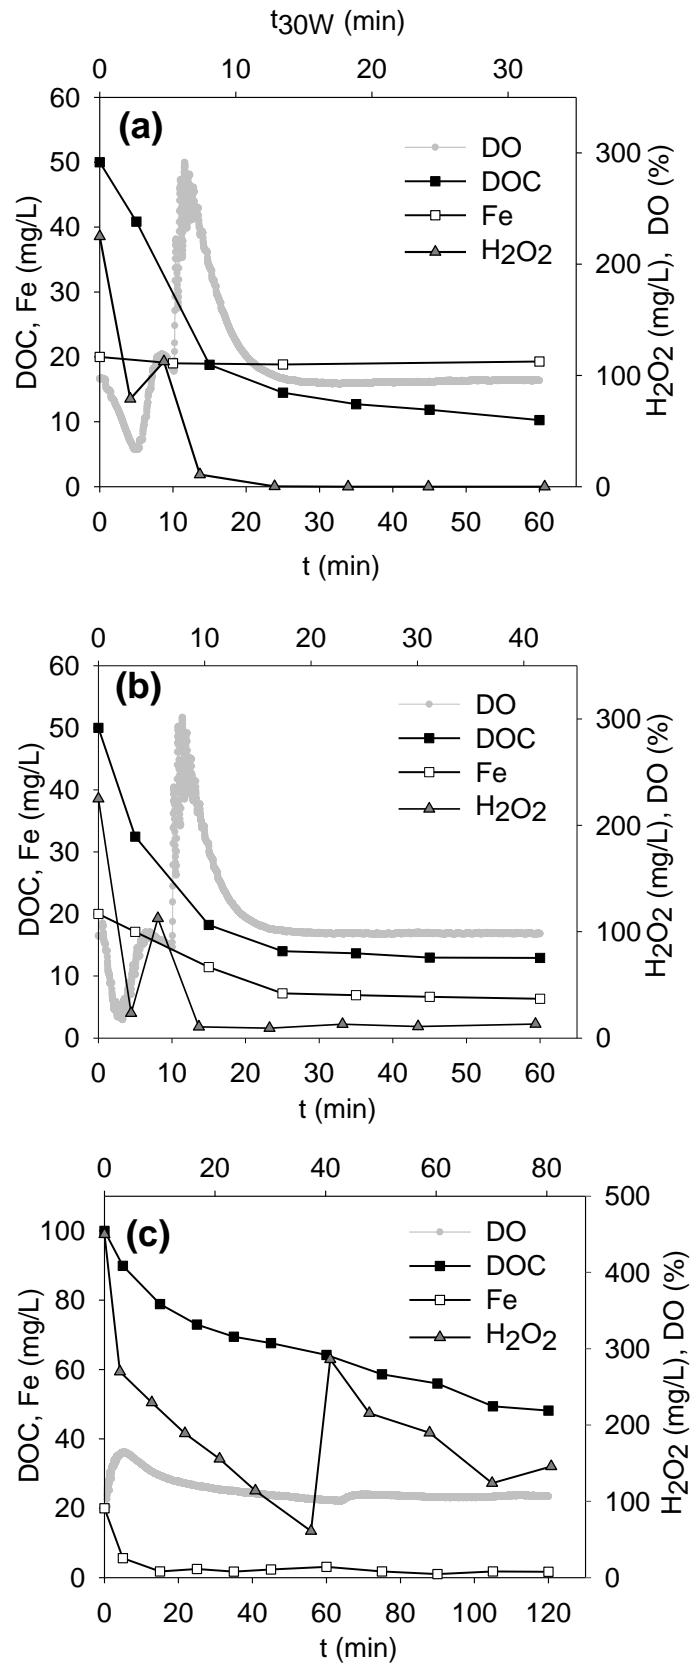 t30W (min)
0 10 20 30
60
50
40
30
20
10
0
DOC, Fe (mg/L)
(a)
DO
DOC
Fe
H2O2
300
200
100
0
H2O2 (mg/L), DO (%)
0 10 20 30 40 50 60
t (min)
0 10 20 30 40
60
50
40
30
20
10
0
DOC, Fe (mg/L)
(b)
DO
DOC
Fe
H2O2
300
200
100
0
H2O2 (mg/L), DO (%)
0 10 20 30 40 50 60
t (min)
0 20 40 60 80
100
80
60
40
20
0
DOC, Fe (mg/L)
(c)
DO
DOC
Fe
H2O2
500
400
300
200
100
0
H2O2 (mg/L), DO (%)
0 20 40 60 80 100 120
t (min)